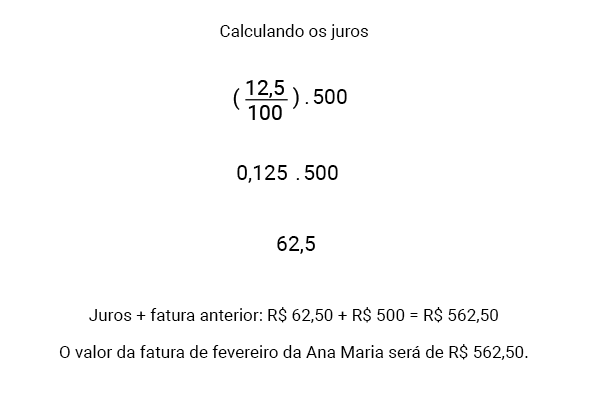 Calculando os juros
( 12,5
100 ) . 500
0,125 . 500
62,5
Juros + fatura anterior: R$ 62,50 + R$ 500 = R$ 562,50
O valor da fatura de fevereiro da Ana Maria será de R$ 562,50.